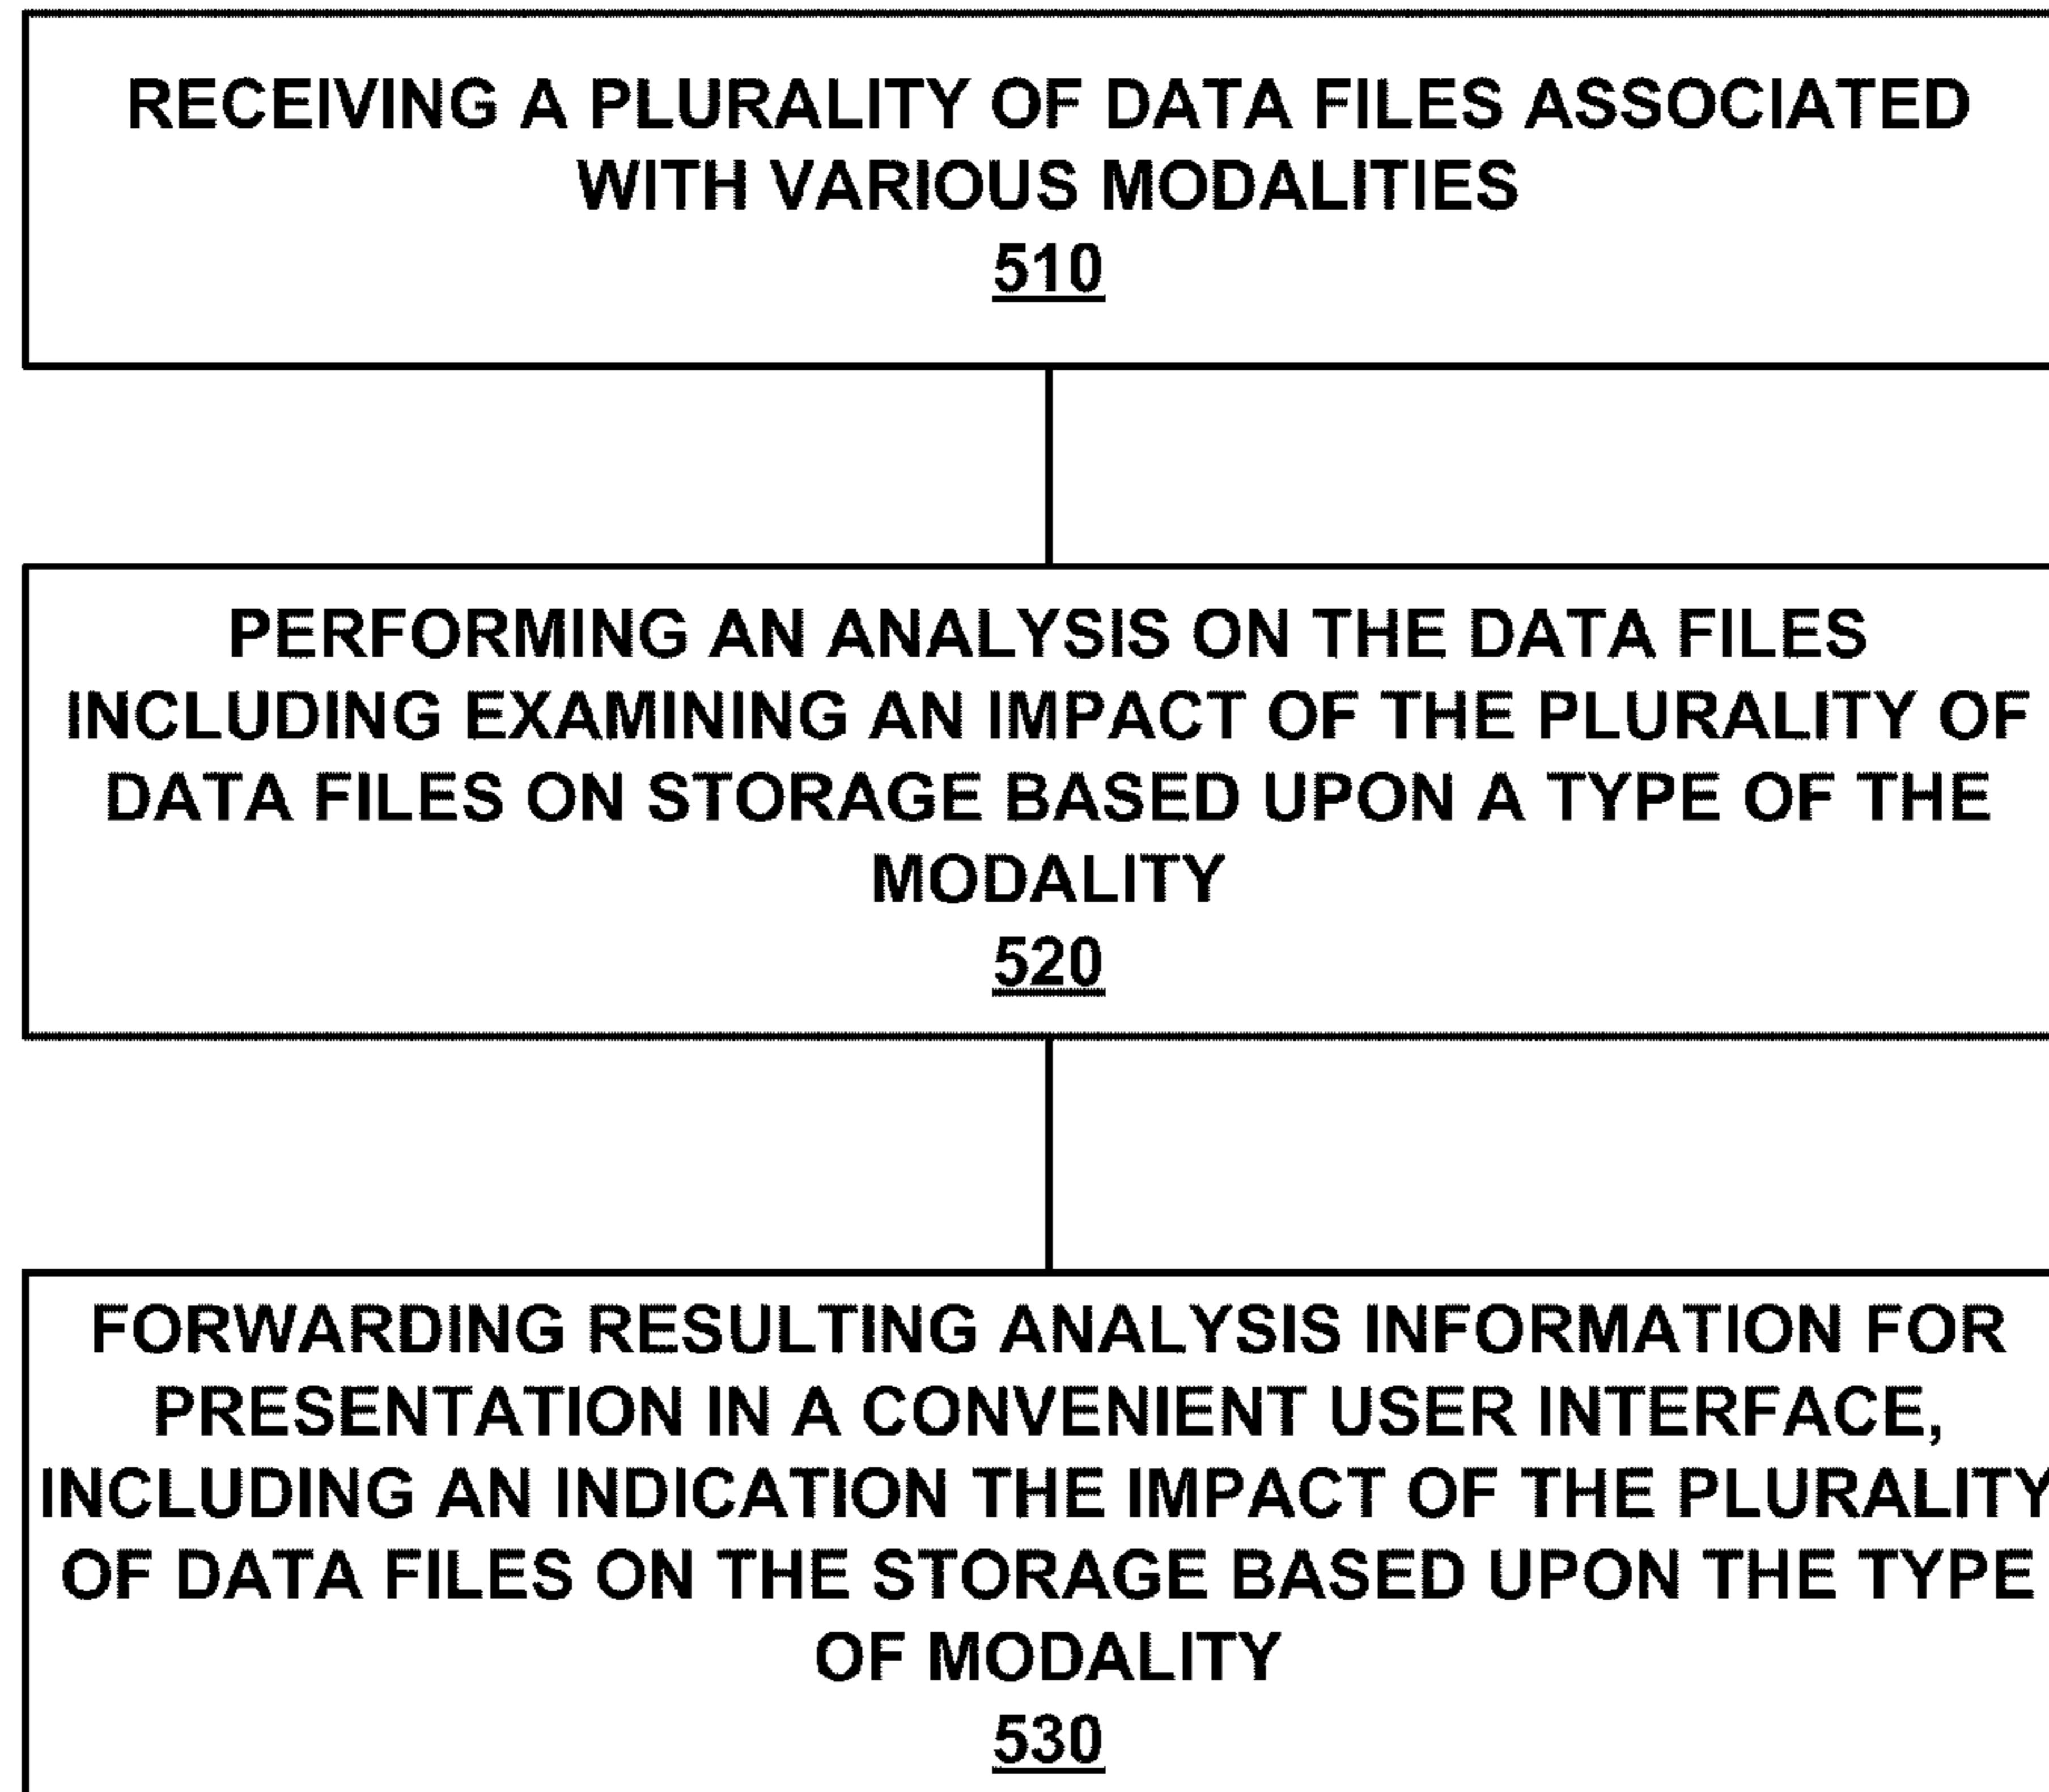 RECEIVING A PLURALITY OF DATA FILES ASSOCIATED
WITH VARIOUS MODALITIES
510
PERFORMING AN ANALYSIS ON THE DATA FILES
INCLUDING EXAMINING AN IMPACT OF THE PLURALITY OF
DATA FILES ON STORAGE BASED UPON A TYPE OF THE
MODALITY
520
FORWARDING RESULTING ANALYSIS INFORMATION FOR
PRESENTATION IN A CONVENIENT USER INTERFACE,
INCLUDING AN INDICATION THE IMPACT OF THE PLURALITY
OF DATA FILES ON THE STORAGE BASED UPON THE TYPE
OF MODALITY
530